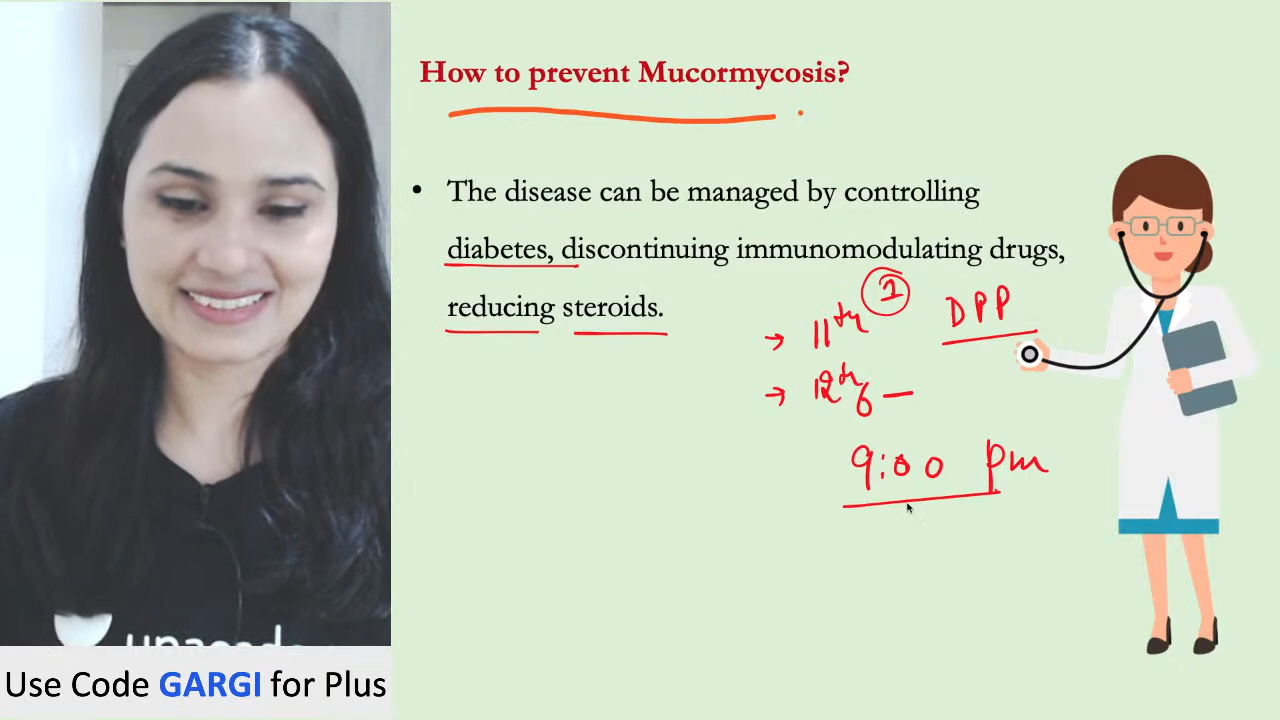 How to prevent Mucormycosis?
• The disease can be managed by controlling
diabetes, discontinuing immunomodulating drugs,
reducing steroids.
→ 11th DPP
→ 12th
9:00 pm
unacade
Use Code GARGI for Plus